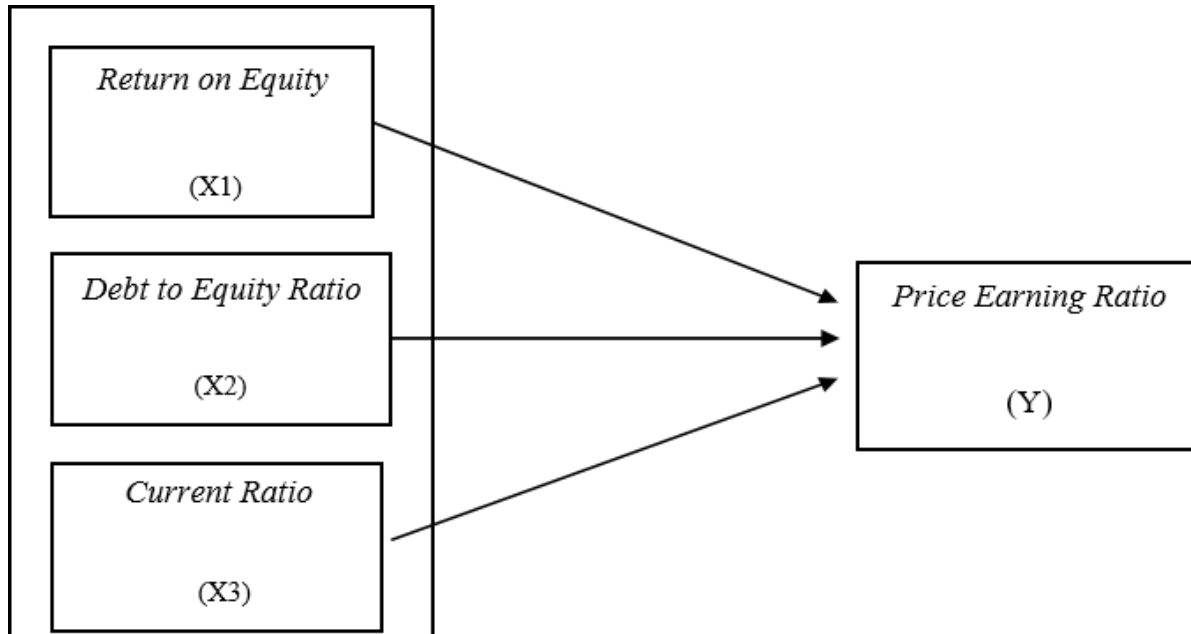 Return on Equity
(X1)
Debt to Equity Ratio
(X2)
Current Ratio
(X3)
Price Earning Ratio
(Y)